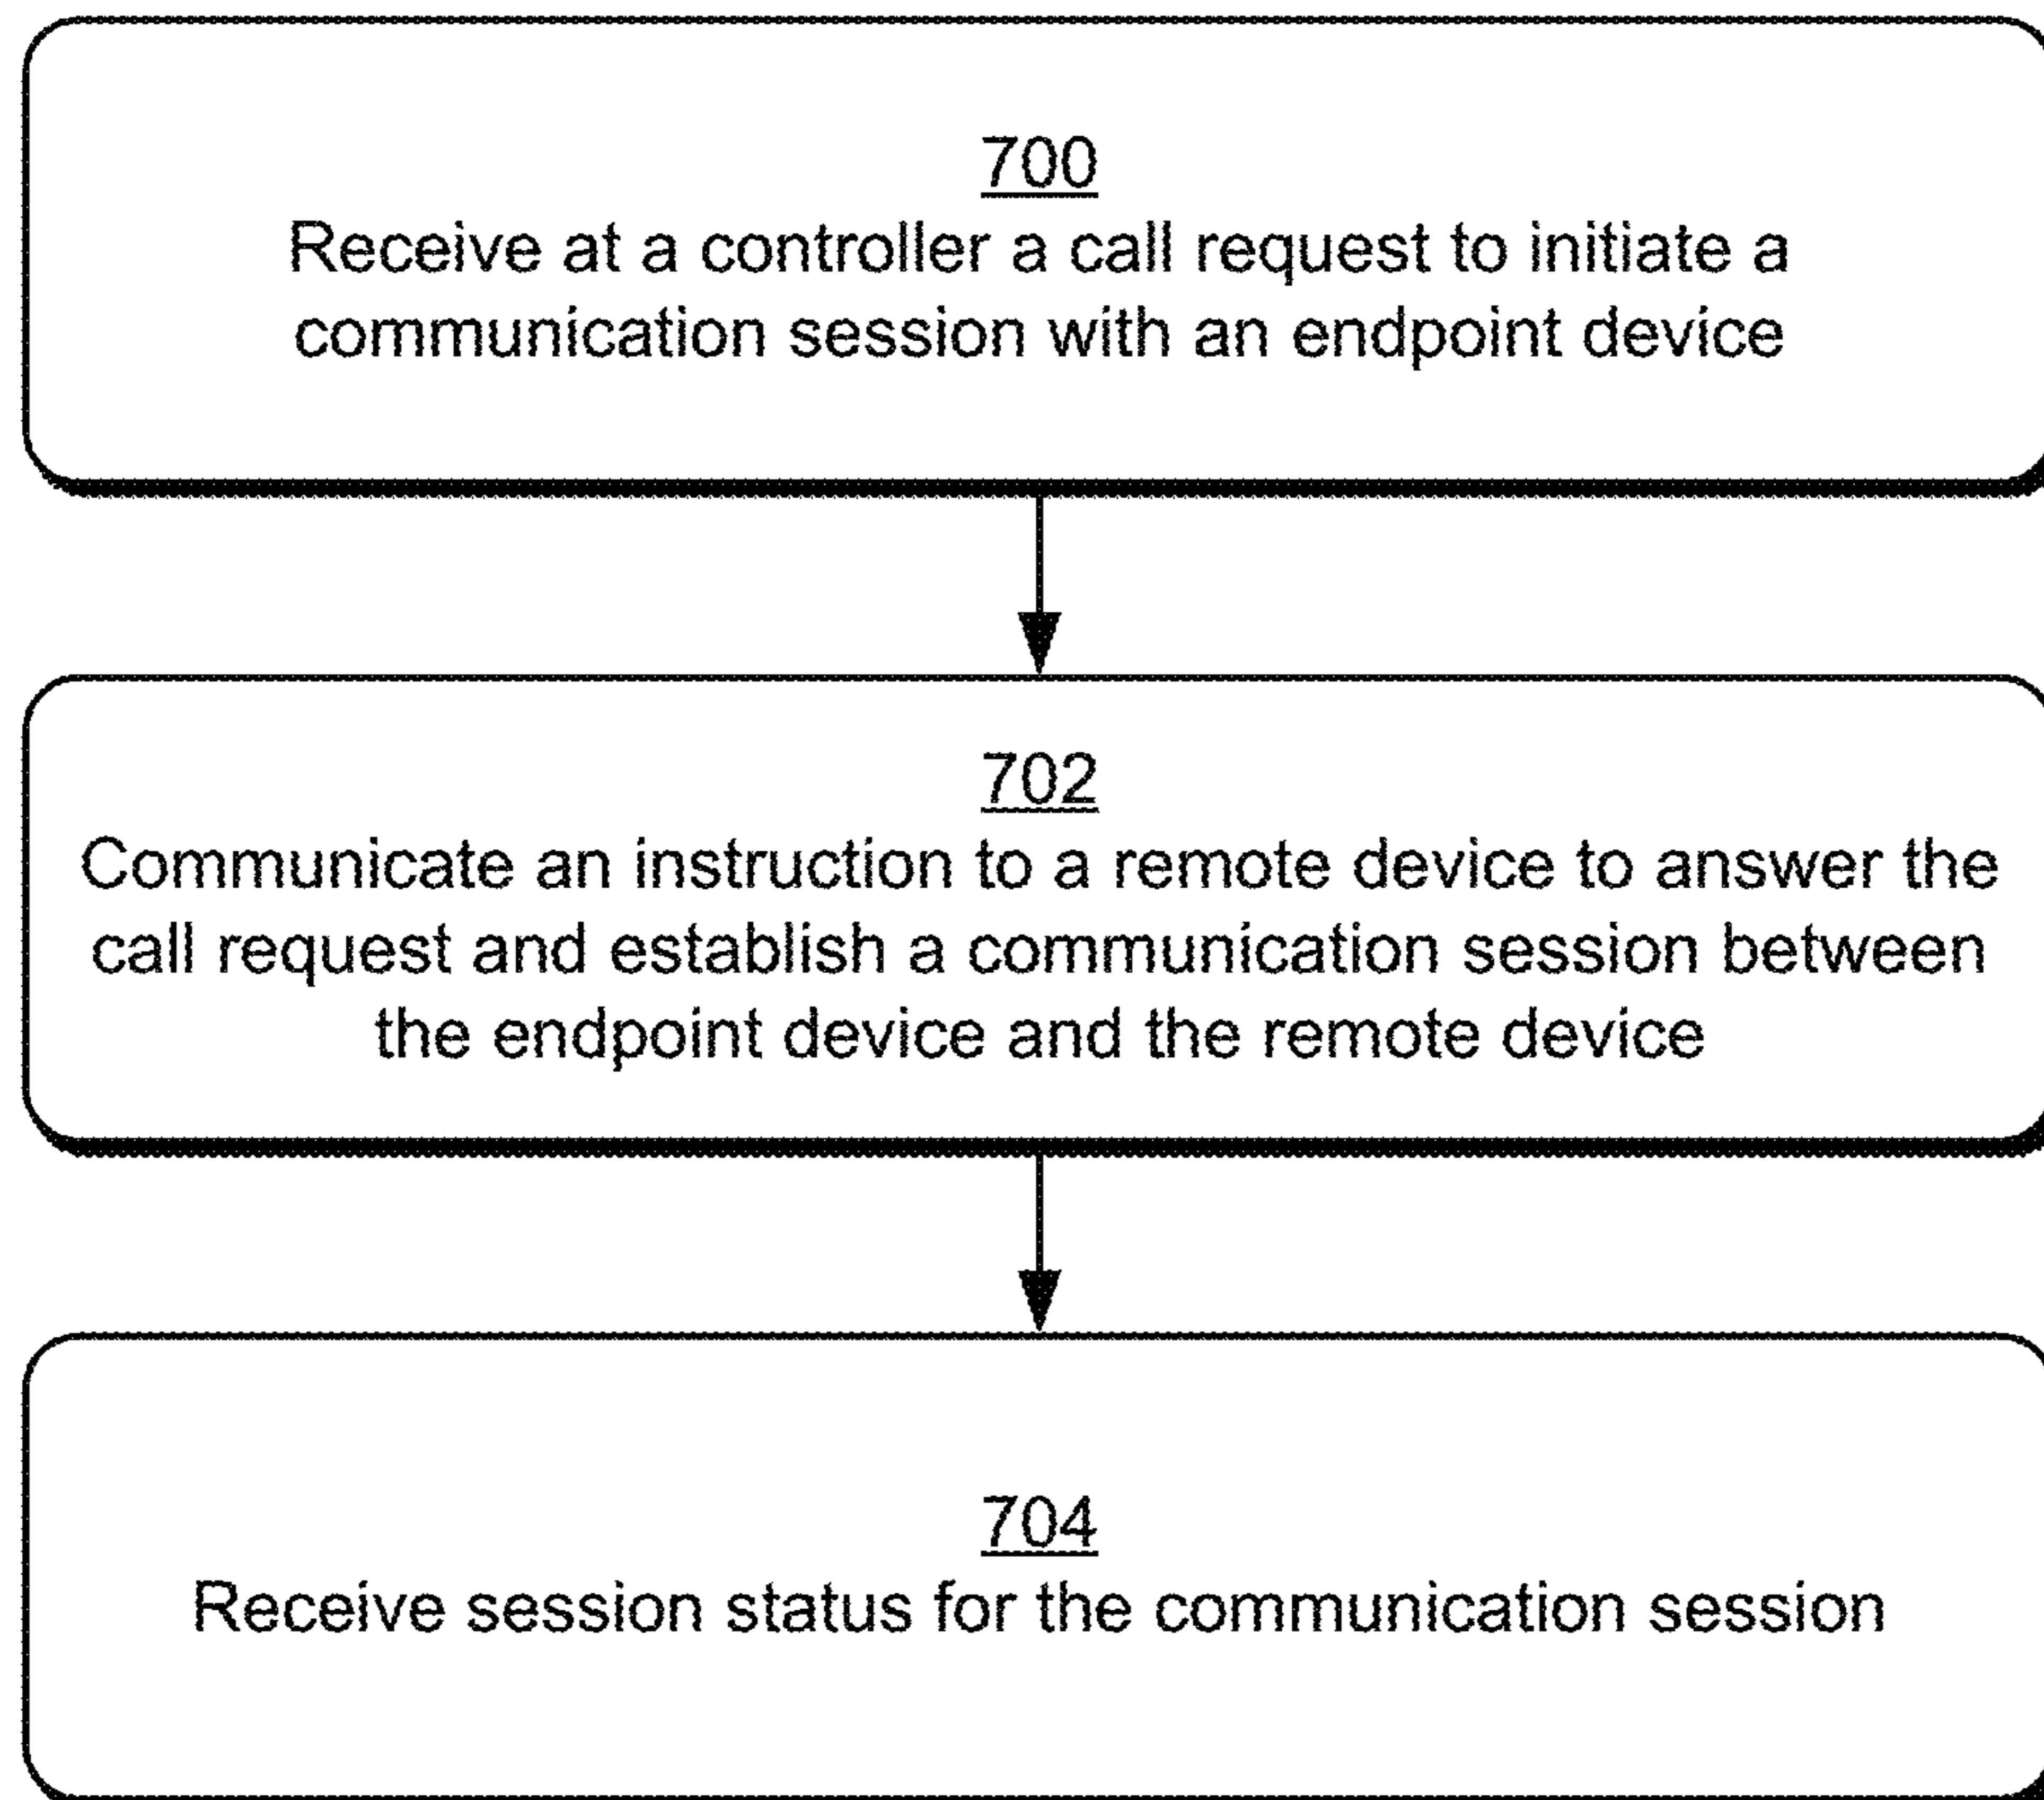 700
Receive at a controller a call request to initiate a
communication session with an endpoint device
702
Communicate an instruction to a remote device to answer the
call request and establish a communication session between
the endpoint device and the remote device
704
Receive session status for the communication session